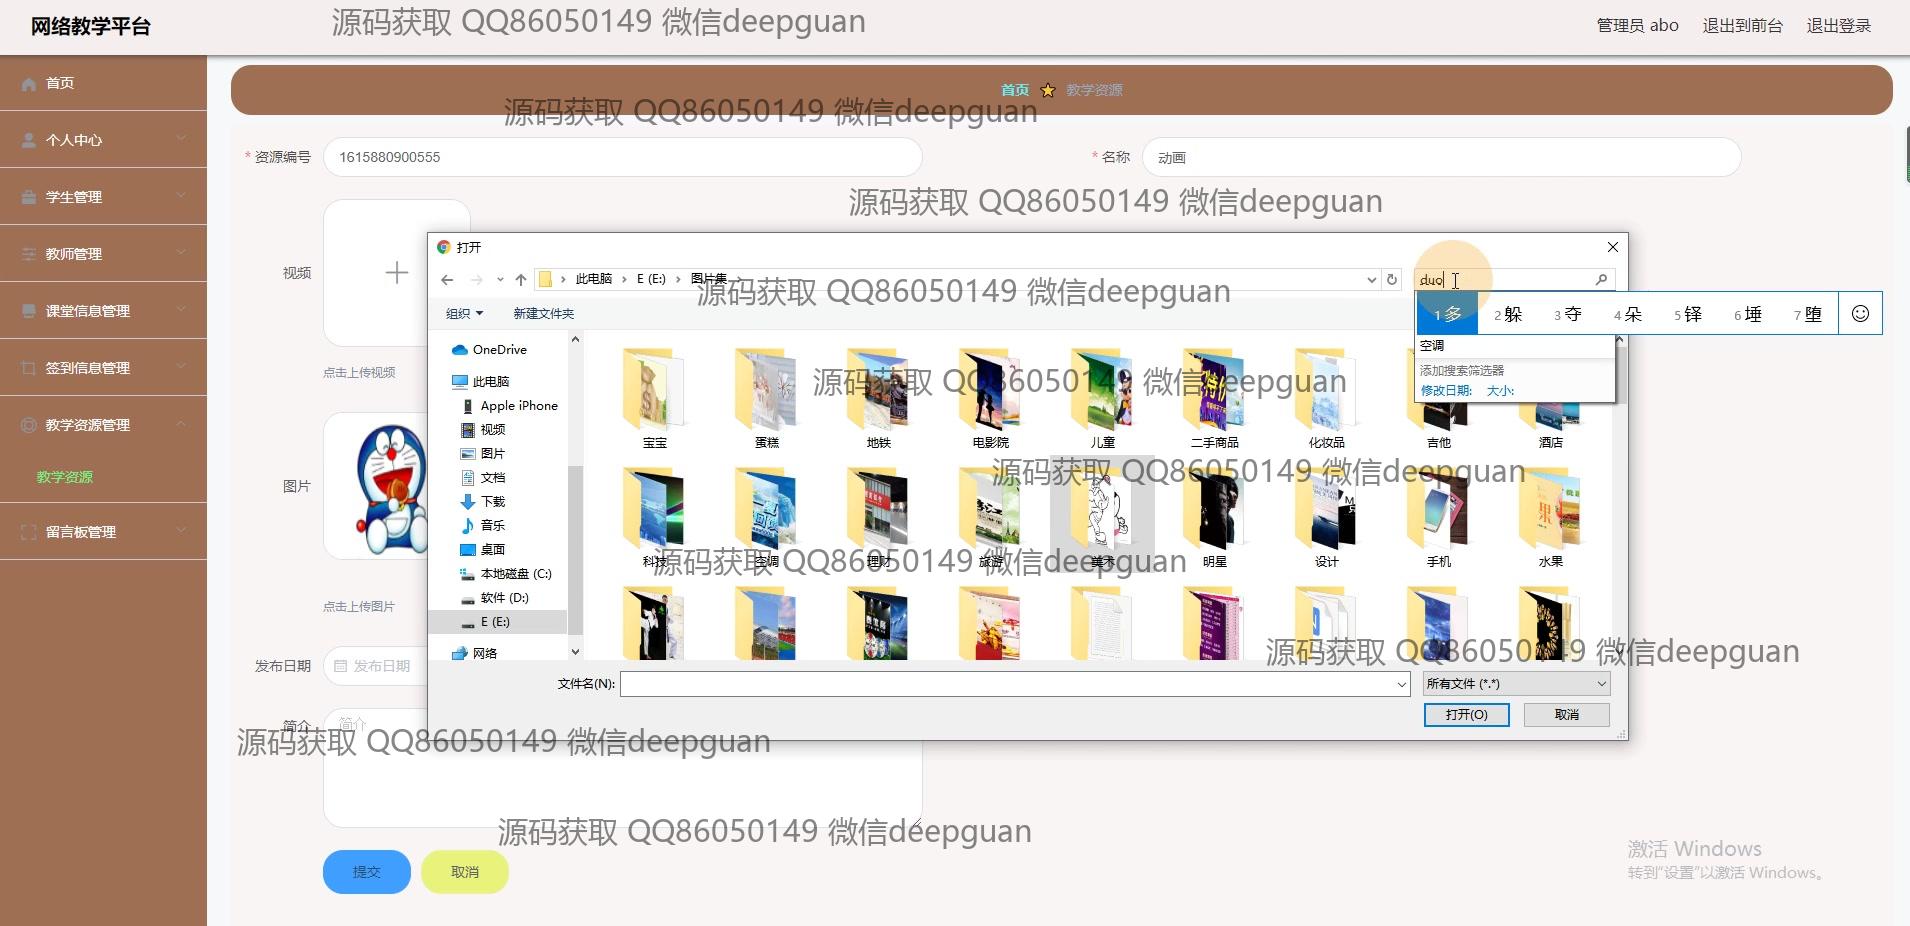 网络教学平台
源码获取 QQ86050149 微信deepguan
管理员 abo 退出到前台 退出登录
首页
个人中心
学生管理
教师管理
课堂信息管理
签到信息管理
教学资源管理
教学资源
留言板管理
首页 教学资源
源码获取 QQ86050149 微信deepguan
* 资源编号 1615880900555
* 名称 动画
源码获取 QQ86050149 微信deepguan
视频
点击上传视频
图片
点击上传图片
发布日期 发布日期
简介 简介
打开
此电脑 › E (E:) › 图片集
duo
源码获取 QQ86050149 微信deepguan
1 多 2 躲 3 夺 4 朵 5 铎 6 埵 7 堕
空调
添加搜索筛选器
修改日期: 大小:
组织 新建文件夹
OneDrive
此电脑
Apple iPhone
视频
图片
文档
下载
音乐
桌面
本地磁盘 (C:)
软件 (D:)
E (E:)
网络
源码获取 QQ86050149 微信deepguan
宝宝 蛋糕 地铁 电影院 儿童 二手商品 化妆品 吉他 酒店
源码获取 QQ86050149 微信deepguan
科技 空调 理财 旅游 美术 明星 设计 手机 水果
源码获取 QQ86050149 微信deepguan
源码获取 QQ86050149 微信deepguan
文件名(N): 所有文件 (*.*)
打开(O) 取消
源码获取 QQ86050149 微信deepguan
源码获取 QQ86050149 微信deepguan
提交 取消
激活 Windows
转到"设置"以激活 Windows。